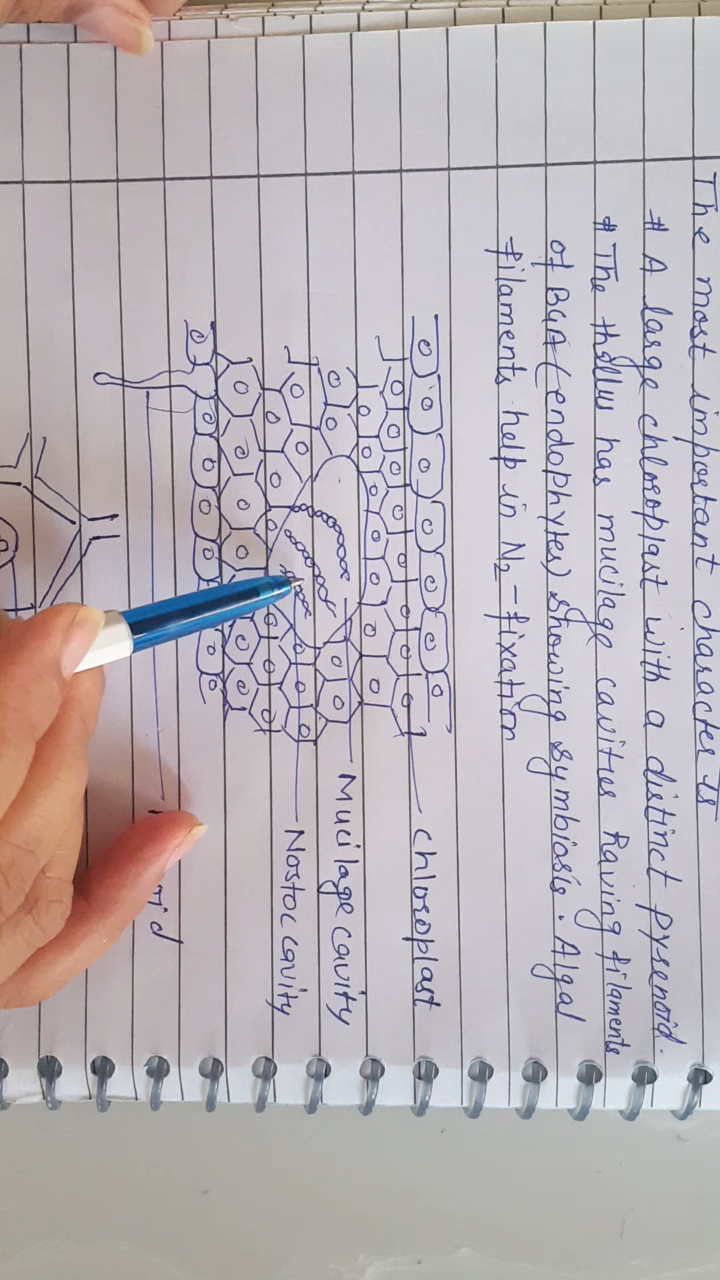 The most important character is
# A large chloroplast with a distinct pyrenoid.
# The thallus has mucilage cavities having filaments
of BGA (endophytes) showing symbiosis. Algal
filaments help in N2-fixation
chloroplast
Mucilage cavity
Nostoc cavity